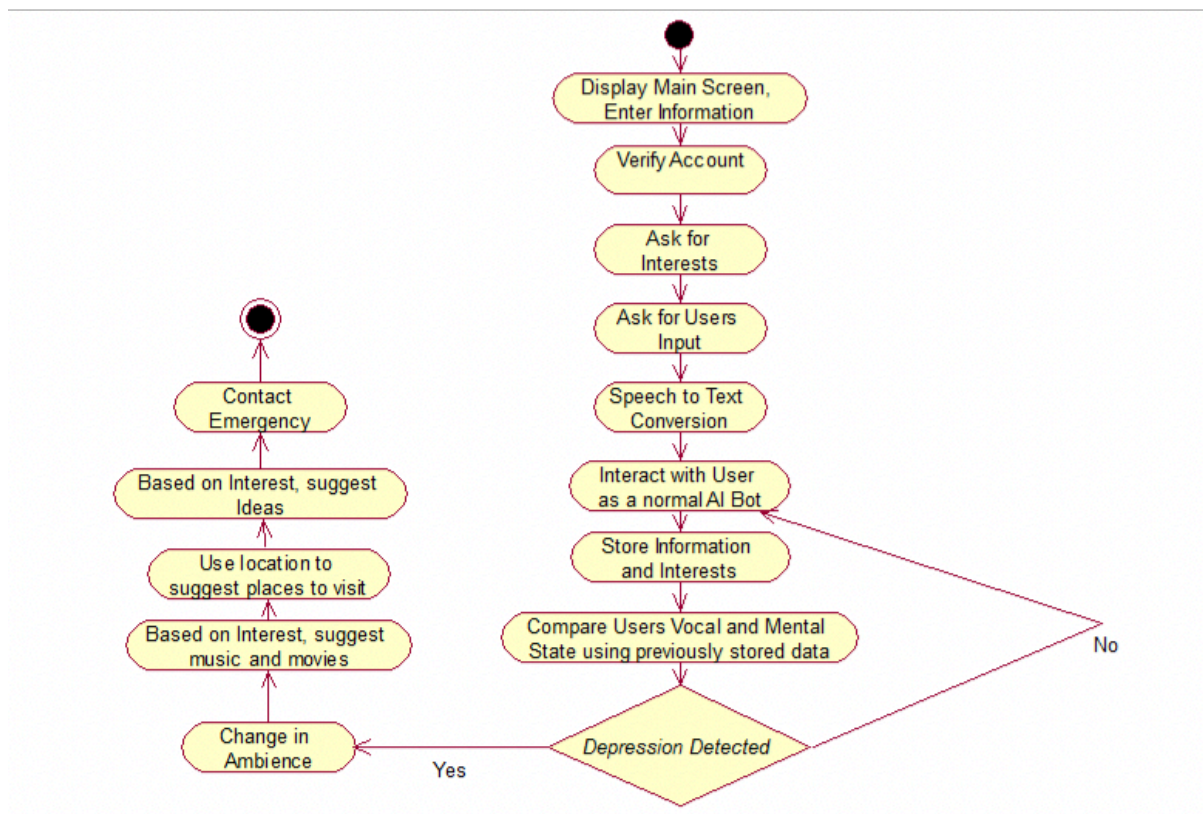 Display Main Screen,
Enter Information
Verify Account
Ask for
Interests
Ask for Users
Input
Speech to Text
Conversion
Interact with User
as a normal AI Bot
Store Information
and Interests
Compare Users Vocal and Mental
State using previously stored data
Depression Detected
No
Yes
Change in
Ambience
Based on Interest, suggest
music and movies
Use location to
suggest places to visit
Based on Interest, suggest
Ideas
Contact
Emergency